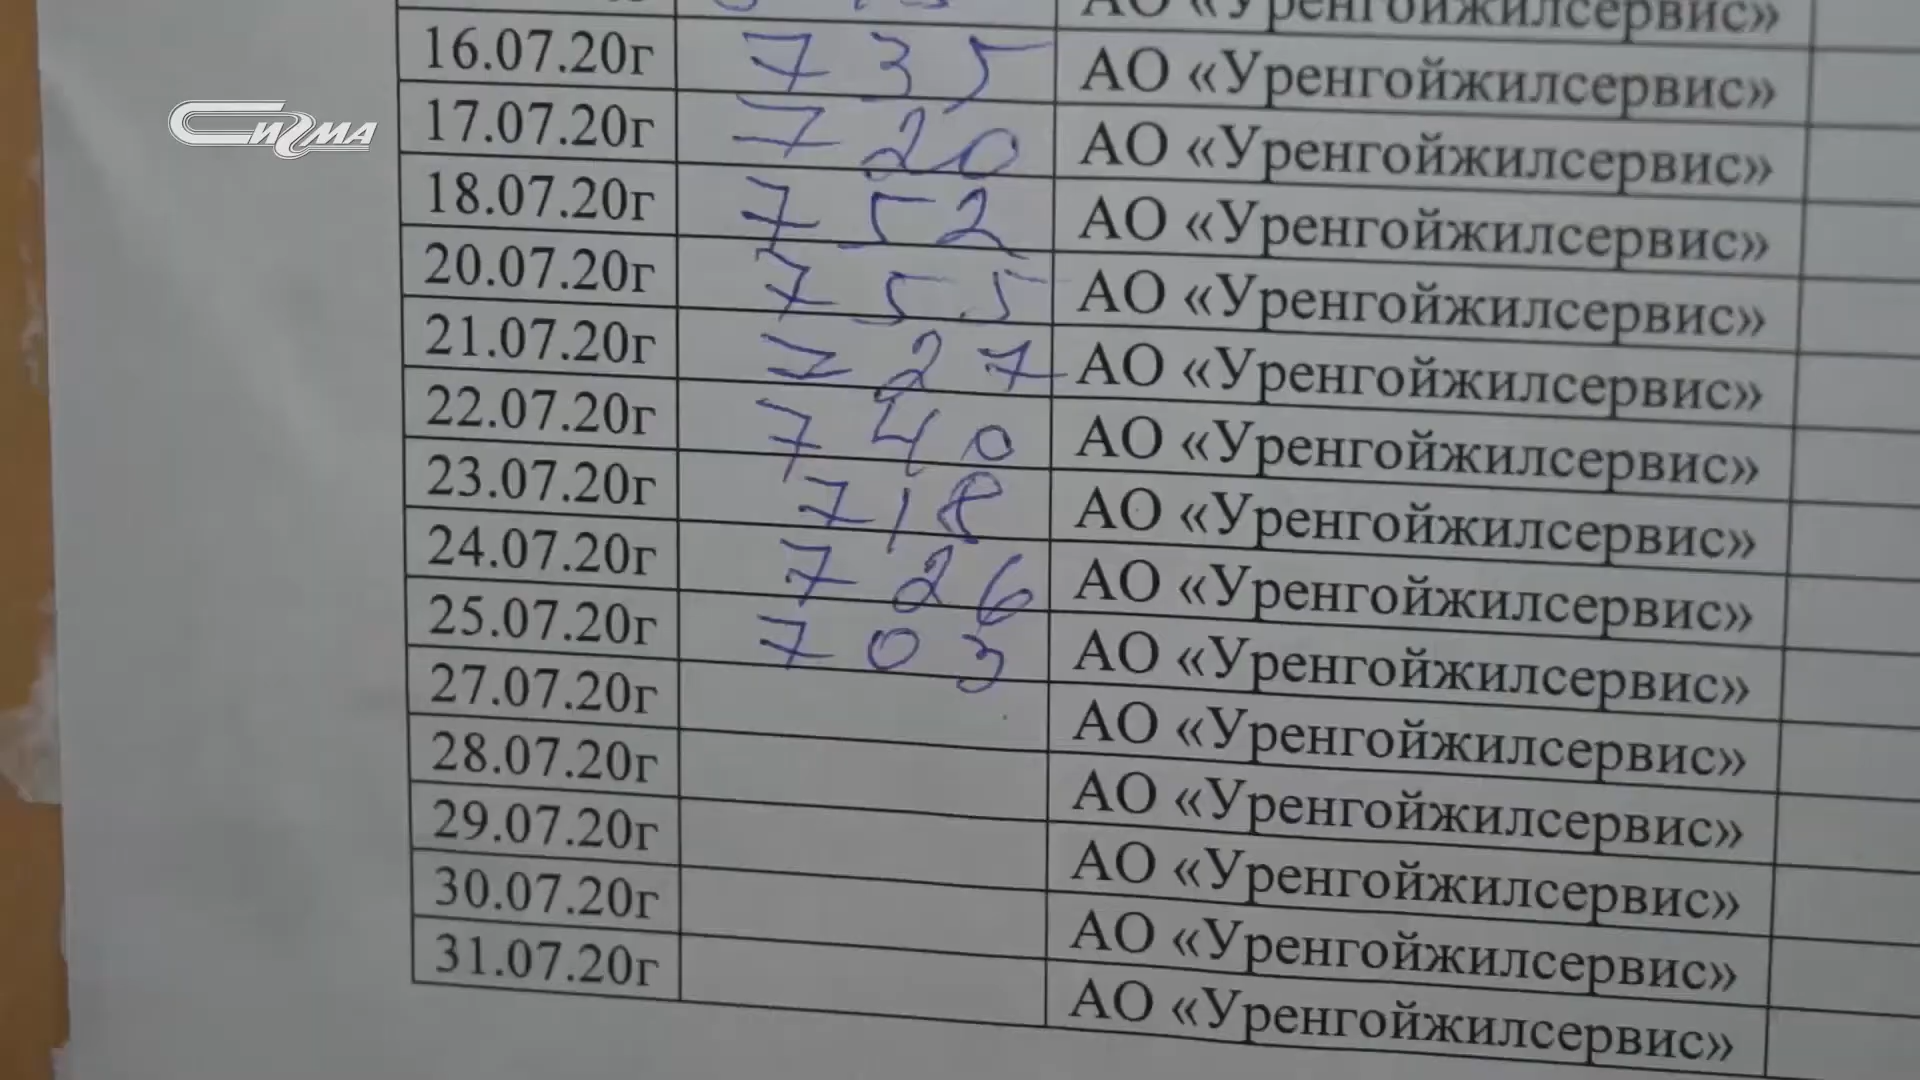 АО «Уренгойжилсервис»
16.07.20г 735 АО «Уренгойжилсервис»
СИГМА
17.07.20г 720 АО «Уренгойжилсервис»
18.07.20г 752 АО «Уренгойжилсервис»
20.07.20г 755 АО «Уренгойжилсервис»
21.07.20г 727 АО «Уренгойжилсервис»
22.07.20г 740 АО «Уренгойжилсервис»
23.07.20г 718 АО «Уренгойжилсервис»
24.07.20г 726 АО «Уренгойжилсервис»
25.07.20г 703 АО «Уренгойжилсервис»
27.07.20г АО «Уренгойжилсервис»
28.07.20г АО «Уренгойжилсервис»
29.07.20г АО «Уренгойжилсервис»
30.07.20г АО «Уренгойжилсервис»
31.07.20г АО «Уренгойжилсервис»